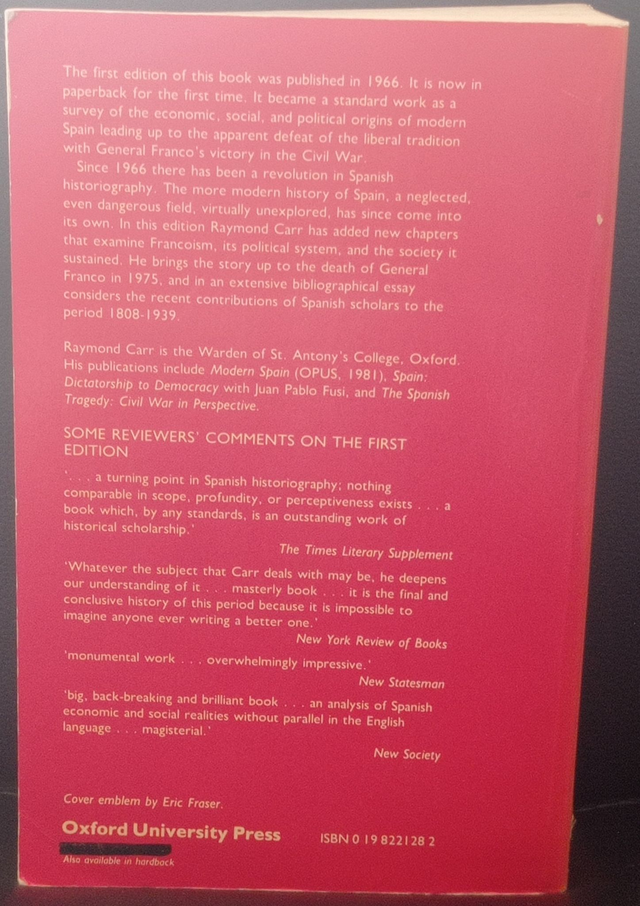 The first edition of this book was published in 1966. It is now in
paperback for the first time. It became a standard work as a
survey of the economic, social, and political origins of modern
Spain leading up to the apparent defeat of the liberal tradition
with General Franco's victory in the Civil War.
Since 1966 there has been a revolution in Spanish
historiography. The more modern history of Spain, a neglected,
even dangerous field, virtually unexplored, has since come into
its own. In this edition Raymond Carr has added new chapters
that examine Francoism, its political system, and the society it
sustained. He brings the story up to the death of General
Franco in 1975, and in an extensive bibliographical essay
considers the recent contributions of Spanish scholars to the
period 1808-1939.
Raymond Carr is the Warden of St. Antony's College, Oxford.
His publications include Modern Spain (OPUS, 1981), Spain:
Dictatorship to Democracy with Juan Pablo Fusi, and The Spanish
Tragedy: Civil War in Perspective.
SOME REVIEWERS' COMMENTS ON THE FIRST
EDITION
'. . . a turning point in Spanish historiography; nothing
comparable in scope, profundity, or perceptiveness exists . . . a
book which, by any standards, is an outstanding work of
historical scholarship.'
The Times Literary Supplement
'Whatever the subject that Carr deals with may be, he deepens
our understanding of it . . . masterly book . . . it is the final and
conclusive history of this period because it is impossible to
imagine anyone ever writing a better one.'
New York Review of Books
'monumental work . . . overwhelmingly impressive.'
New Statesman
'big, back-breaking and brilliant book . . . an analysis of Spanish
economic and social realities without parallel in the English
language . . . magisterial.'
New Society
Cover emblem by Eric Fraser.
Oxford University Press
ISBN 0 19 822128 2
Also available in hardback